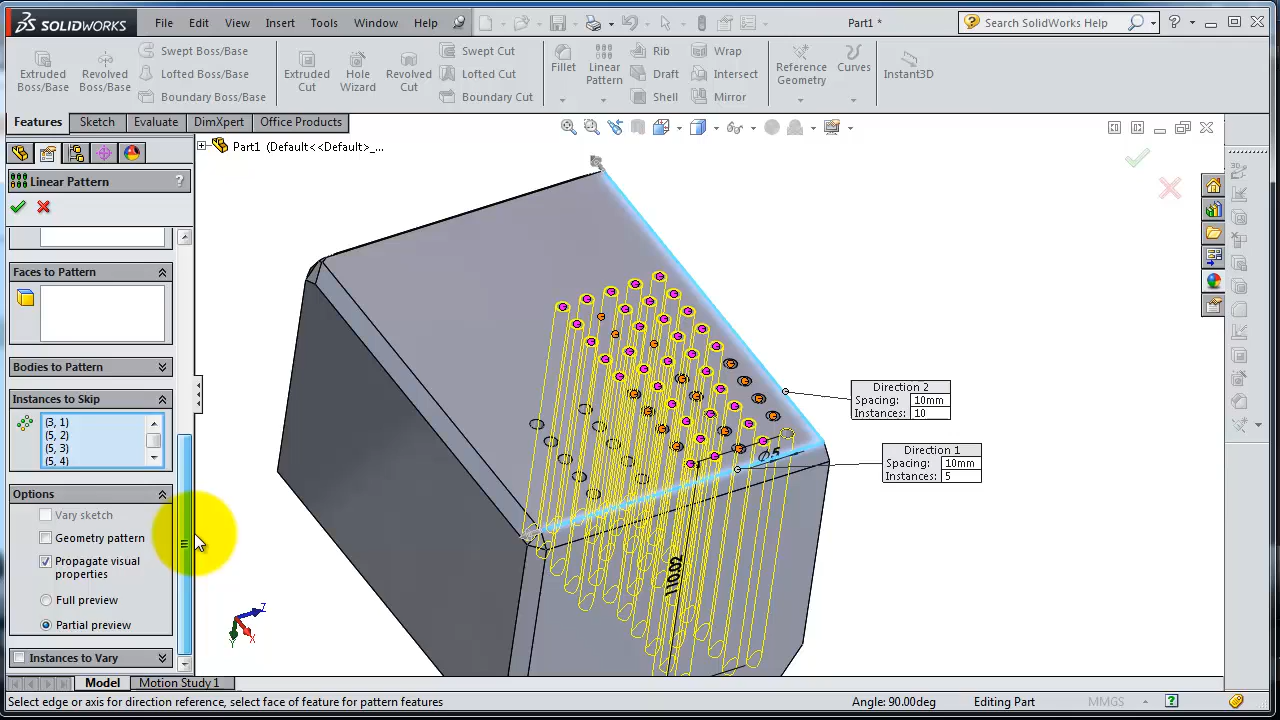 SOLIDWORKS
File Edit View Insert Tools Window Help
Part1 *
Search SolidWorks Help
Extruded Boss/Base
Revolved Boss/Base
Swept Boss/Base
Lofted Boss/Base
Boundary Boss/Base
Extruded Cut
Hole Wizard
Revolved Cut
Swept Cut
Lofted Cut
Boundary Cut
Fillet
Linear Pattern
Rib
Draft
Shell
Wrap
Intersect
Mirror
Reference Geometry
Curves
Instant3D
Features Sketch Evaluate DimXpert Office Products
Part1 (Default<<Default>_...
Linear Pattern ?
Faces to Pattern
Bodies to Pattern
Instances to Skip
(3, 1)
(5, 2)
(5, 3)
(5, 4)
Options
Vary sketch
Geometry pattern
Propagate visual
properties
Full preview
Partial preview
Instances to Vary
Direction 2
Spacing: 10mm
Instances: 10
Direction 1
Spacing: 10mm
Instances: 5
Ø5
110.02
Z
X
Y
Model Motion Study 1
Select edge or axis for direction reference, select face of feature for pattern features Angle: 90.00deg Editing Part MMGS ?